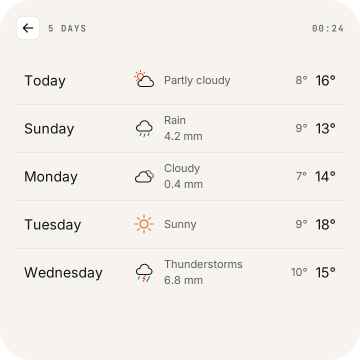 5 DAYS 00:24
Today Partly cloudy 8° 16°
Sunday Rain 9° 13°
4.2 mm
Monday Cloudy 7° 14°
0.4 mm
Tuesday Sunny 9° 18°
Wednesday Thunderstorms 10° 15°
6.8 mm